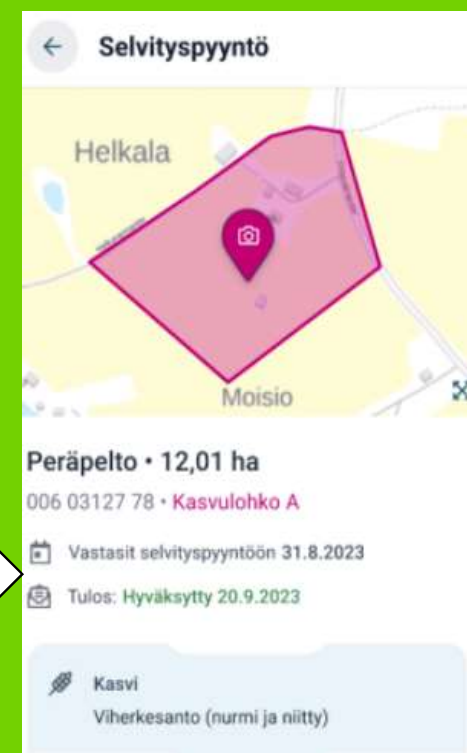 Selvityspyyntö
Helkala
Moisio
Peräpelto • 12,01 ha
006 03127 78 • Kasvulohko A
Vastasit selvityspyyntöön 31.8.2023
Tulos: Hyväksytty 20.9.2023
Kasvi
Viherkesanto (nurmi ja niitty)